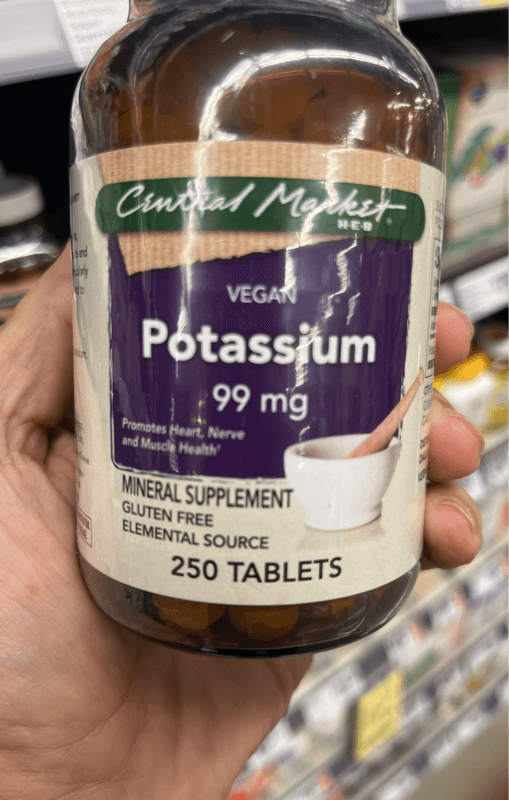 Central Market
H-E-B
VEGAN
Potassium
99 mg
Promotes Heart, Nerve
and Muscle Health†
MINERAL SUPPLEMENT
GLUTEN FREE
ELEMENTAL SOURCE
250 TABLETS